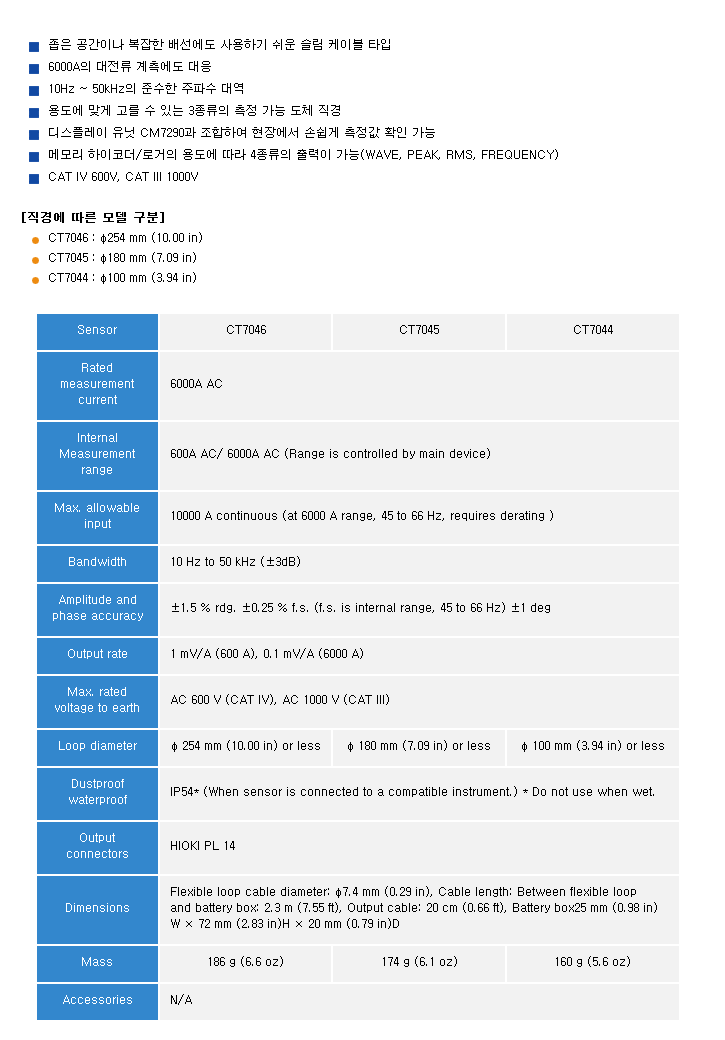 좁은 공간이나 복잡한 배선에도 사용하기 쉬운 슬림 케이블 타입
6000A의 대전류 계측에도 대응
10Hz ~ 50kHz의 준수한 주파수 대역
용도에 맞게 고를 수 있는 3종류의 측정 가능 도체 직경
디스플레이 유닛 CM7290과 조합하여 현장에서 손쉽게 측정값 확인 가능
메모리 하이코더/로거의 용도에 따라 4종류의 출력이 가능(WAVE, PEAK, RMS, FREQUENCY)
CAT IV 600V, CAT III 1000V
[직경에 따른 모델 구분]
CT7046 : φ254 mm (10.00 in)
CT7045 : φ180 mm (7.09 in)
CT7044 : φ100 mm (3.94 in)
Sensor CT7046 CT7045 CT7044
Rated
measurement
current
6000A AC
Internal
Measurement
range
600A AC/ 6000A AC (Range is controlled by main device)
Max. allowable
input
10000 A continuous (at 6000 A range, 45 to 66 Hz, requires derating )
Bandwidth 10 Hz to 50 kHz (±3dB)
Amplitude and
phase accuracy
±1.5 % rdg. ±0.25 % f.s. (f.s. is internal range, 45 to 66 Hz) ±1 deg
Output rate 1 mV/A (600 A), 0.1 mV/A (6000 A)
Max. rated
voltage to earth
AC 600 V (CAT IV), AC 1000 V (CAT III)
Loop diameter φ 254 mm (10.00 in) or less φ 180 mm (7.09 in) or less φ 100 mm (3.94 in) or less
Dustproof
waterproof
IP54* (When sensor is connected to a compatible instrument.) * Do not use when wet.
Output
connectors
HIOKI PL 14
Dimensions
Flexible loop cable diameter: φ7.4 mm (0.29 in), Cable length: Between flexible loop
and battery box: 2.3 m (7.55 ft), Output cable: 20 cm (0.66 ft), Battery box25 mm (0.98 in)
W × 72 mm (2.83 in)H × 20 mm (0.79 in)D
Mass 186 g (6.6 oz) 174 g (6.1 oz) 160 g (5.6 oz)
Accessories N/A